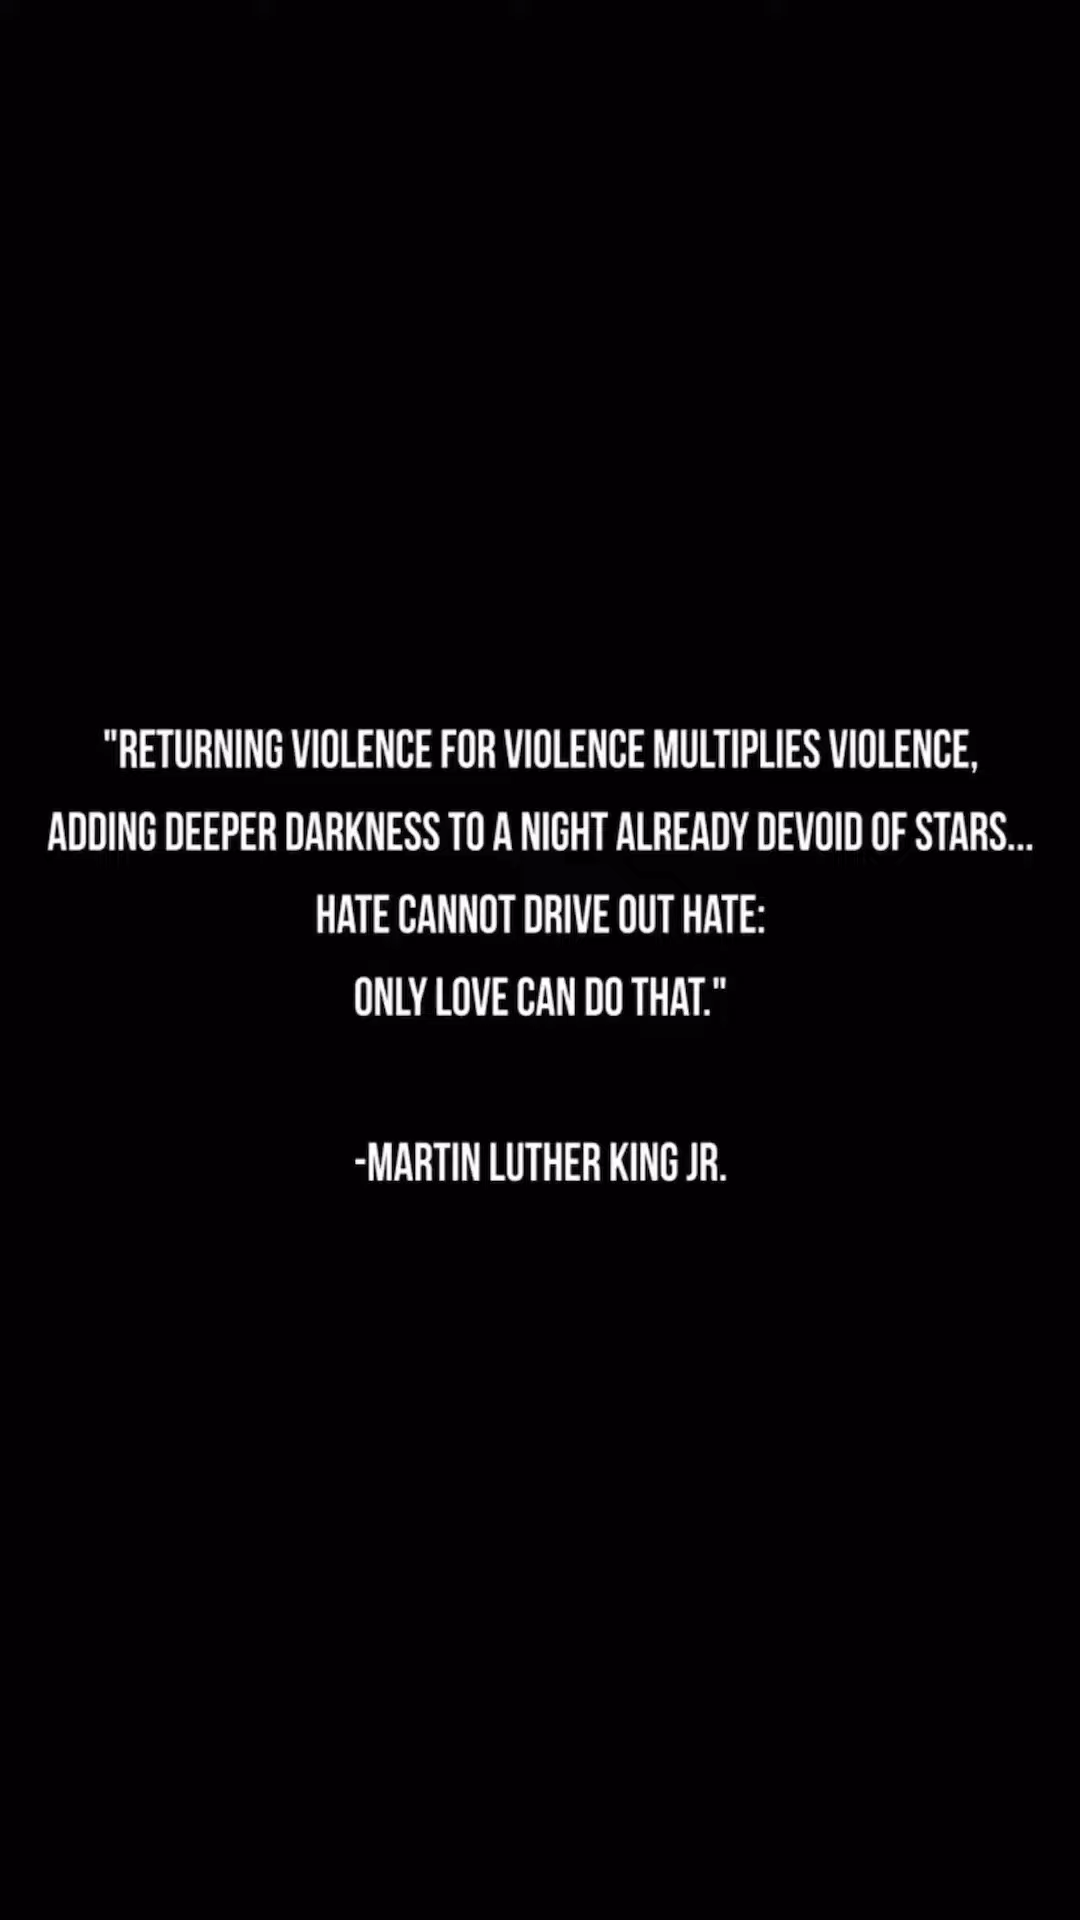 "RETURNING VIOLENCE FOR VIOLENCE MULTIPLIES VIOLENCE,
ADDING DEEPER DARKNESS TO A NIGHT ALREADY DEVOID OF STARS...
HATE CANNOT DRIVE OUT HATE:
ONLY LOVE CAN DO THAT."
-MARTIN LUTHER KING JR.